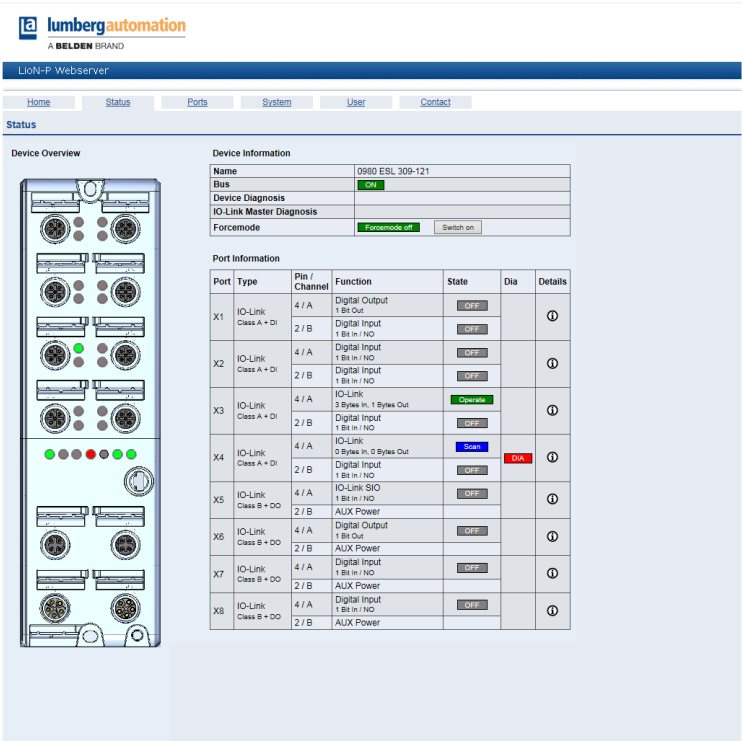 lumbergautomation
A BELDEN BRAND
LioN-P Webserver
Home Status Ports System User Contact
Status
Device Overview
Device Information
Name 0980 ESL 309-121
Bus ON
Device Diagnosis
IO-Link Master Diagnosis
Forcemode Forcemode off Switch on
Port Information
Port Type Pin / Channel Function State Dia Details
X1 IO-Link Class A + DI 4 / A Digital Output 1 Bit Out OFF
2 / B Digital Input 1 Bit In / NO OFF
X2 IO-Link Class A + DI 4 / A Digital Input 1 Bit In / NO OFF
2 / B Digital Input 1 Bit In / NO OFF
X3 IO-Link Class A + DI 4 / A IO-Link 3 Bytes In, 1 Bytes Out Operate
2 / B Digital Input 1 Bit In / NO OFF
X4 IO-Link Class A + DI 4 / A IO-Link 0 Bytes In, 0 Bytes Out Scan DIA
2 / B Digital Input 1 Bit In / NO OFF
X5 IO-Link Class B + DO 4 / A IO-Link SIO 1 Bit In / NO OFF
2 / B AUX Power
X6 IO-Link Class B + DO 4 / A Digital Output 1 Bit Out OFF
2 / B AUX Power
X7 IO-Link Class B + DO 4 / A Digital Input 1 Bit In / NO OFF
2 / B AUX Power
X8 IO-Link Class B + DO 4 / A Digital Input 1 Bit In / NO OFF
2 / B AUX Power